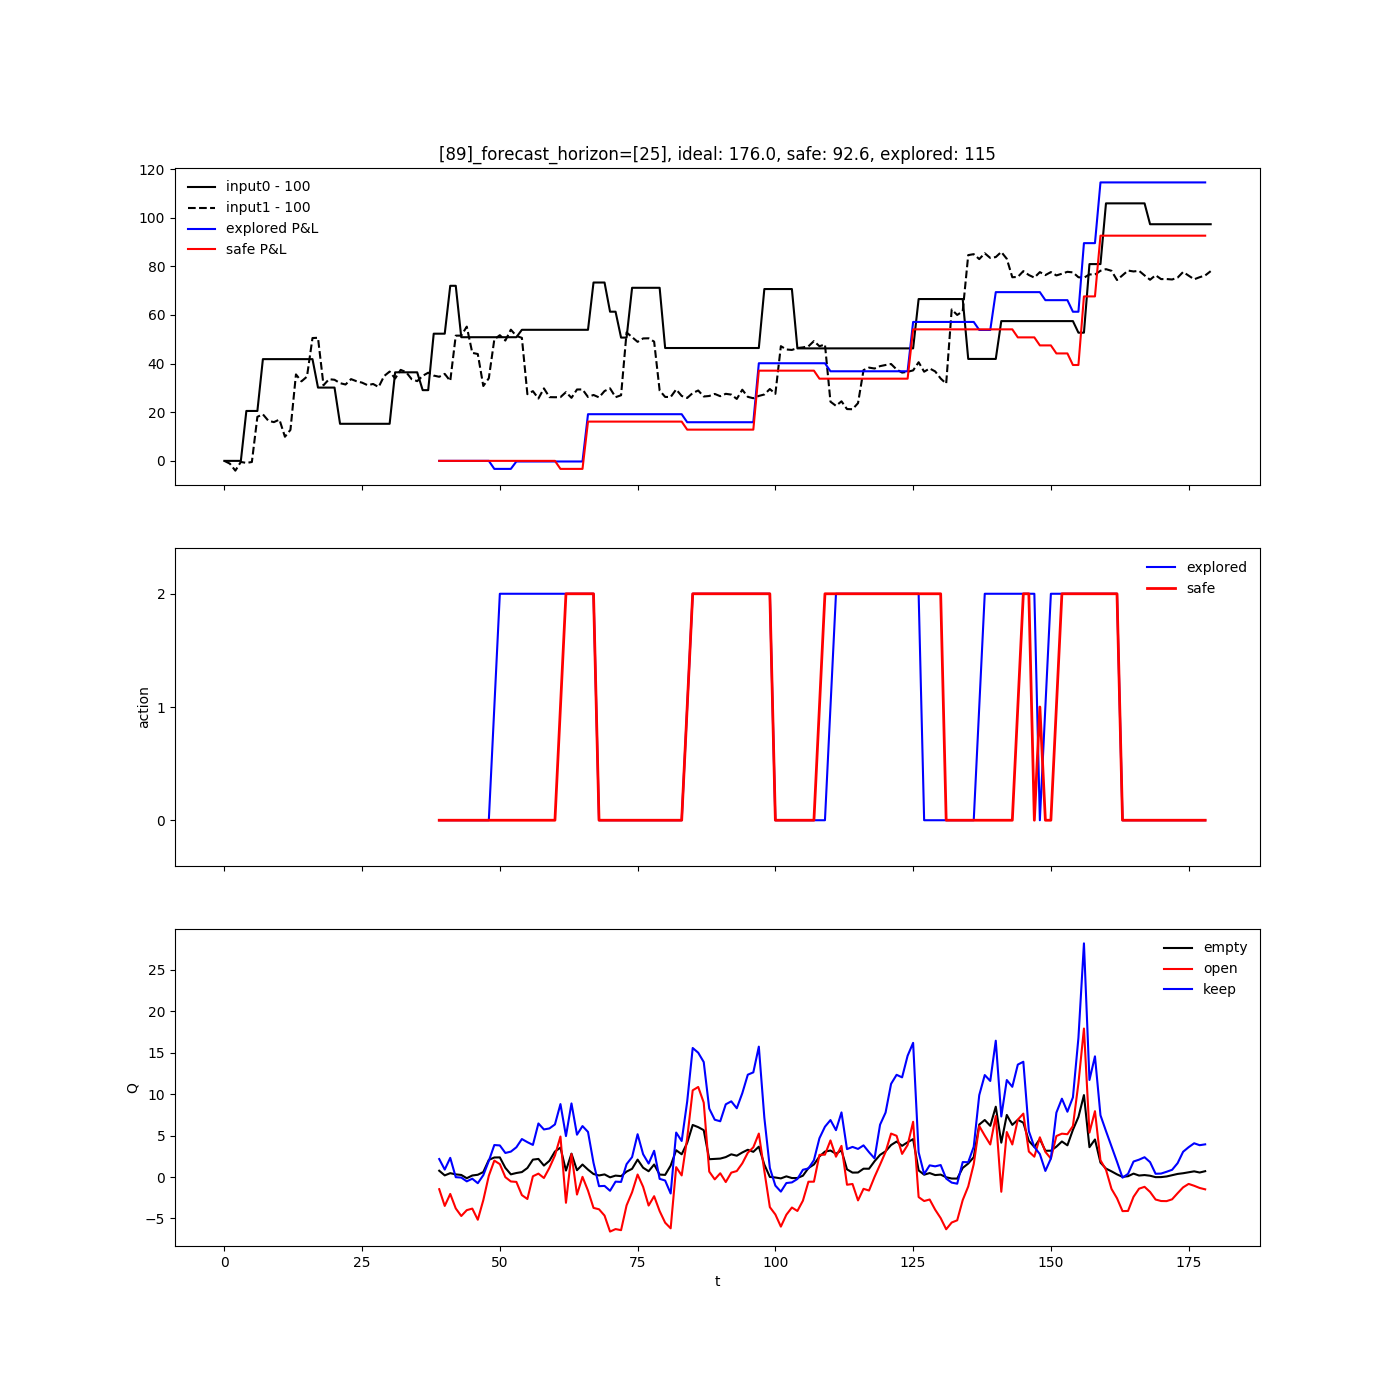 [89]_forecast_horizon=[25], ideal: 176.0, safe: 92.6, explored: 115
120
100
80
60
40
20
0
input0 - 100
input1 - 100
explored P&L
safe P&L
2
1
0
action
explored
safe
25
20
15
10
5
0
−5
Q
empty
open
keep
0 25 50 75 100 125 150 175
t